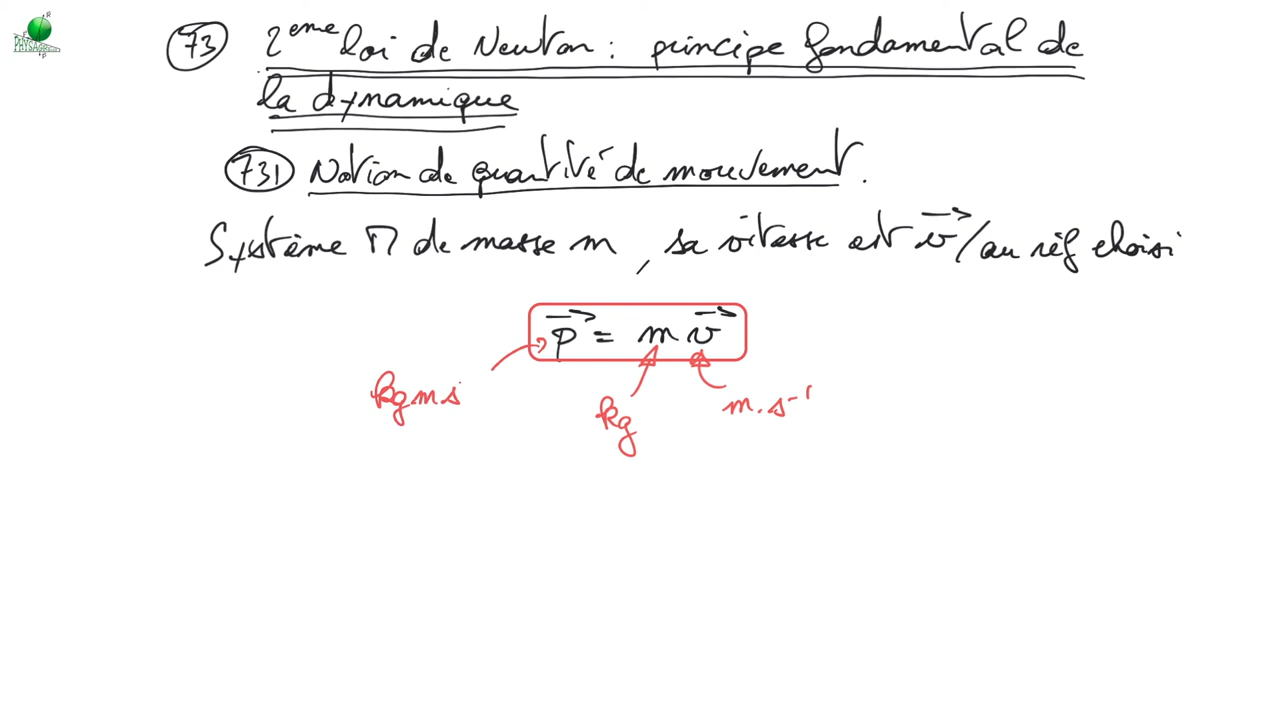 73 2eme loi de Newton : principe fondamental de
la dynamique
731 Notion de quantité de mouvement.
Système M de masse m, sa vitesse est v⃗ /au réf choisi
p⃗ = m v⃗
kg m s
kg
m.s⁻¹